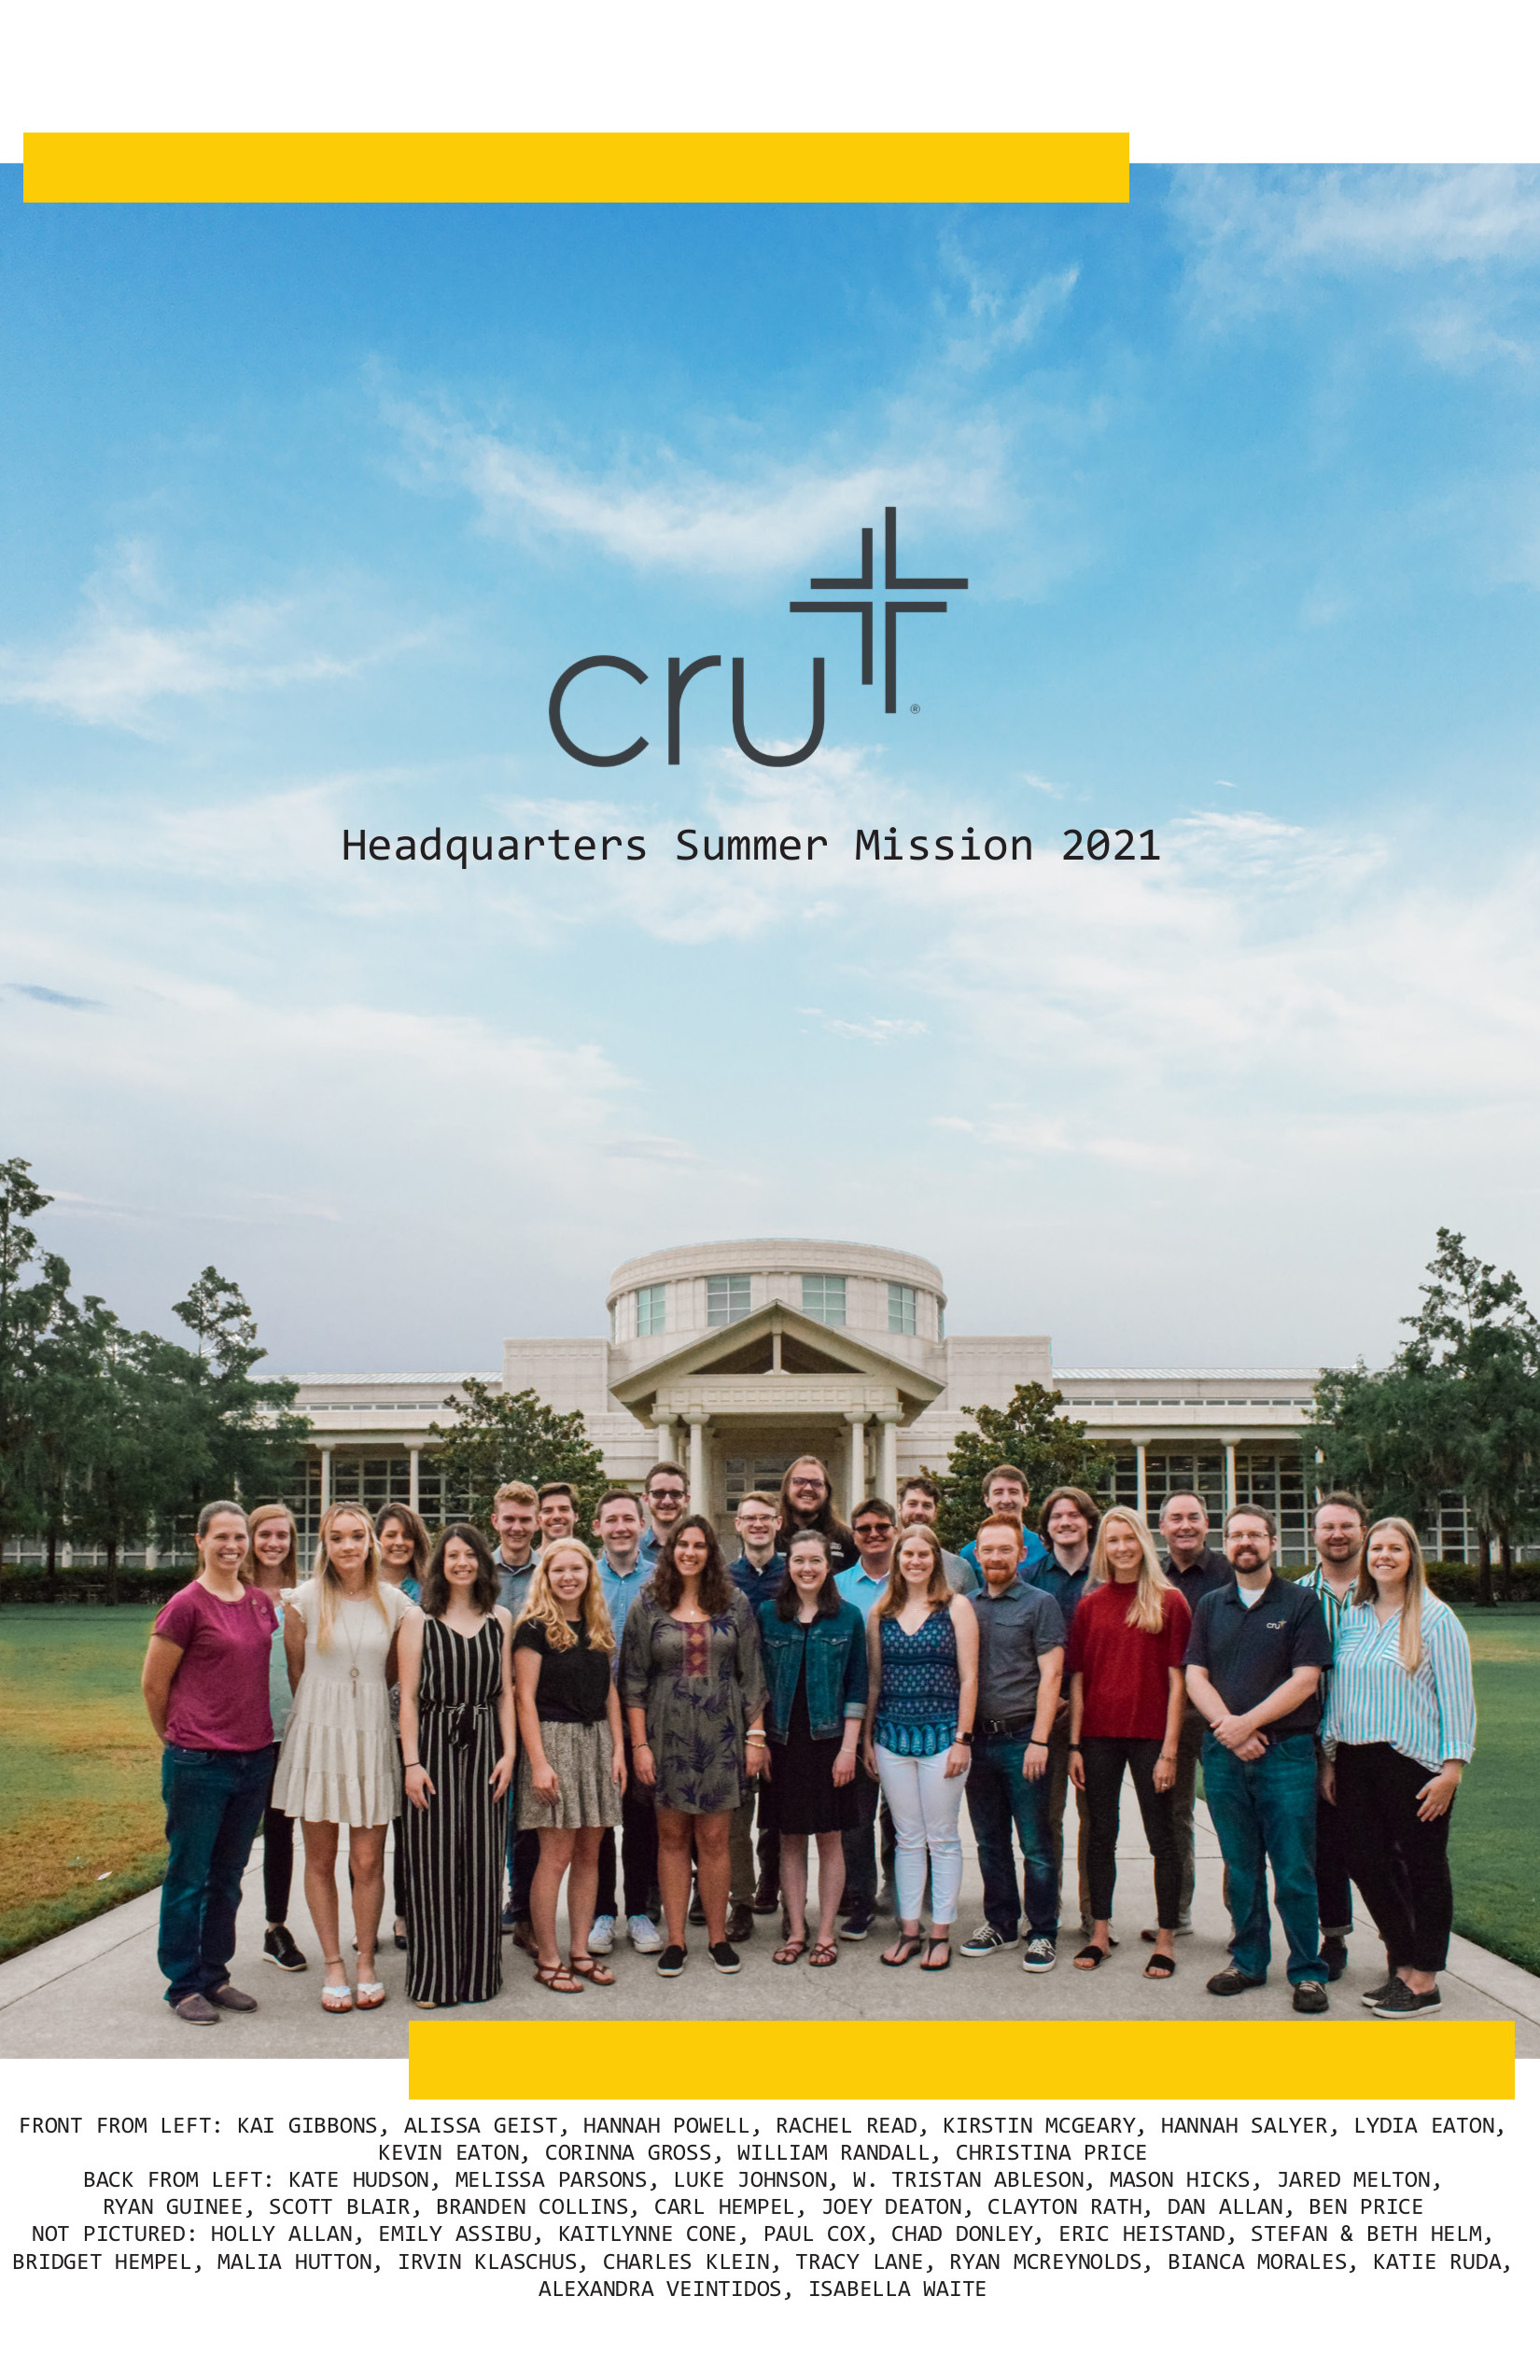 cru®
Headquarters Summer Mission 2021
cru
FRONT FROM LEFT: KAI GIBBONS, ALISSA GEIST, HANNAH POWELL, RACHEL READ, KIRSTIN MCGEARY, HANNAH SALYER, LYDIA EATON,
KEVIN EATON, CORINNA GROSS, WILLIAM RANDALL, CHRISTINA PRICE
BACK FROM LEFT: KATE HUDSON, MELISSA PARSONS, LUKE JOHNSON, W. TRISTAN ABLESON, MASON HICKS, JARED MELTON,
RYAN GUINEE, SCOTT BLAIR, BRANDEN COLLINS, CARL HEMPEL, JOEY DEATON, CLAYTON RATH, DAN ALLAN, BEN PRICE
NOT PICTURED: HOLLY ALLAN, EMILY ASSIBU, KAITLYNNE CONE, PAUL COX, CHAD DONLEY, ERIC HEISTAND, STEFAN & BETH HELM,
BRIDGET HEMPEL, MALIA HUTTON, IRVIN KLASCHUS, CHARLES KLEIN, TRACY LANE, RYAN MCREYNOLDS, BIANCA MORALES, KATIE RUDA,
ALEXANDRA VEINTIDOS, ISABELLA WAITE